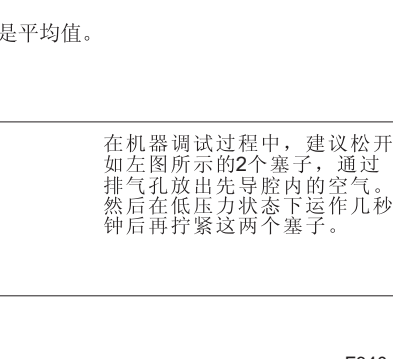 是平均值。
在机器调试过程中，建议松开
如左图所示的2个塞子，通过
排气孔放出先导腔内的空气。
然后在低压力状态下运作几秒
钟后再拧紧这两个塞子。